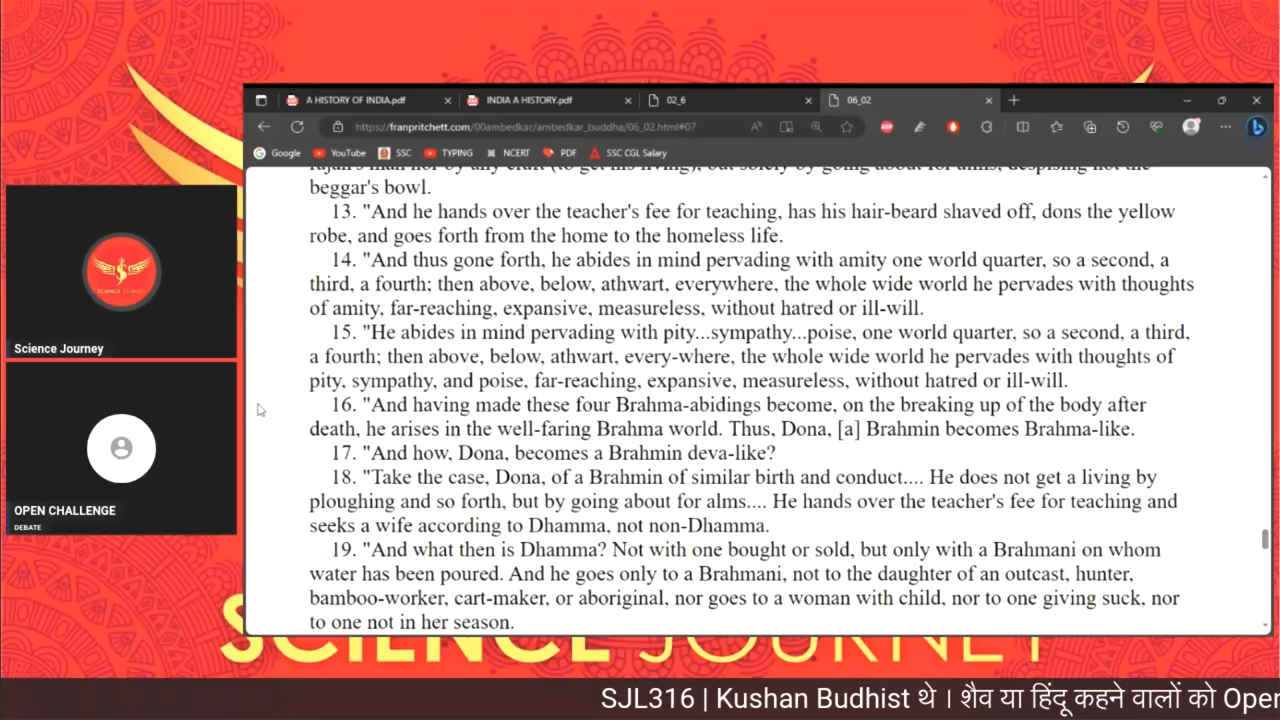 A HISTORY OF INDIA.pdf
INDIA A HISTORY.pdf
02_6
06_02
https://franpritchett.com/00ambedkar/ambedkar_buddha/06_02.html#07
Google
YouTube
SSC
TYPING
NCERT
PDF
SSC CGL Salary
beggar's bowl.
13. "And he hands over the teacher's fee for teaching, has his hair-beard shaved off, dons the yellow
robe, and goes forth from the home to the homeless life.
14. "And thus gone forth, he abides in mind pervading with amity one world quarter, so a second, a
third, a fourth; then above, below, athwart, everywhere, the whole wide world he pervades with thoughts
of amity, far-reaching, expansive, measureless, without hatred or ill-will.
15. "He abides in mind pervading with pity...sympathy...poise, one world quarter, so a second, a third,
a fourth; then above, below, athwart, every-where, the whole wide world he pervades with thoughts of
pity, sympathy, and poise, far-reaching, expansive, measureless, without hatred or ill-will.
16. "And having made these four Brahma-abidings become, on the breaking up of the body after
death, he arises in the well-faring Brahma world. Thus, Dona, [a] Brahmin becomes Brahma-like.
17. "And how, Dona, becomes a Brahmin deva-like?
18. "Take the case, Dona, of a Brahmin of similar birth and conduct.... He does not get a living by
ploughing and so forth, but by going about for alms.... He hands over the teacher's fee for teaching and
seeks a wife according to Dhamma, not non-Dhamma.
19. "And what then is Dhamma? Not with one bought or sold, but only with a Brahmani on whom
water has been poured. And he goes only to a Brahmani, not to the daughter of an outcast, hunter,
bamboo-worker, cart-maker, or aboriginal, nor goes to a woman with child, nor to one giving suck, nor
to one not in her season.
Science Journey
OPEN CHALLENGE
DEBATE
SCIENCE JOURNEY
SJL316 | Kushan Budhist थे । शैव या हिंदू कहने वालों को Open